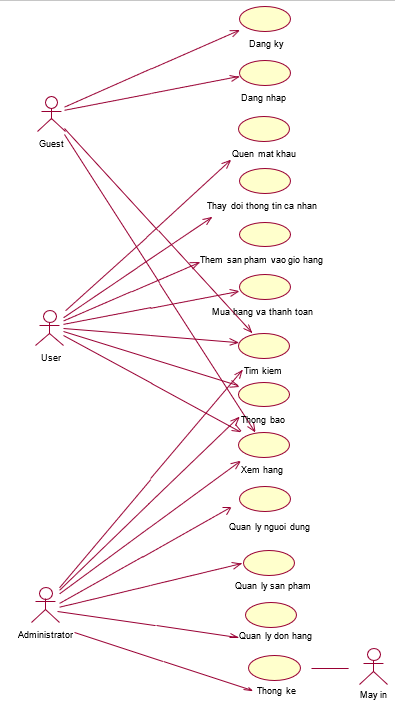 Dang ky
Dang nhap
Guest
Quen mat khau
Thay doi thong tin ca nhan
Them san pham vao gio hang
Mua hang va thanh toan
User
Tim kiem
Thong bao
Xem hang
Quan ly nguoi dung
Quan ly san pham
Administrator
Quan ly don hang
Thong ke
May in